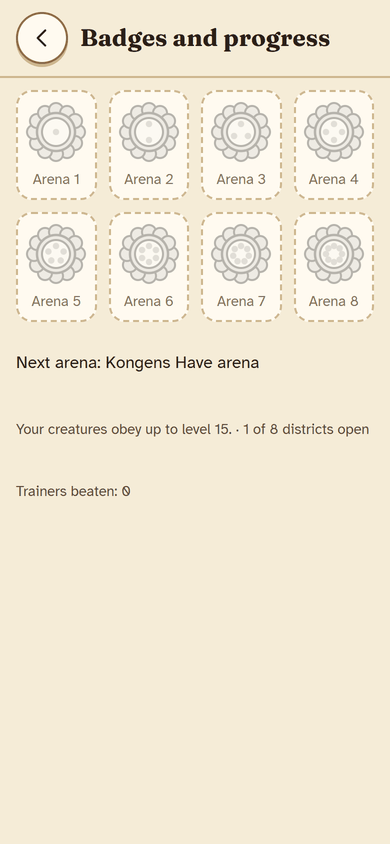 Badges and progress
Arena 1
Arena 2
Arena 3
Arena 4
Arena 5
Arena 6
Arena 7
Arena 8
Next arena: Kongens Have arena
Your creatures obey up to level 15. · 1 of 8 districts open
Trainers beaten: 0